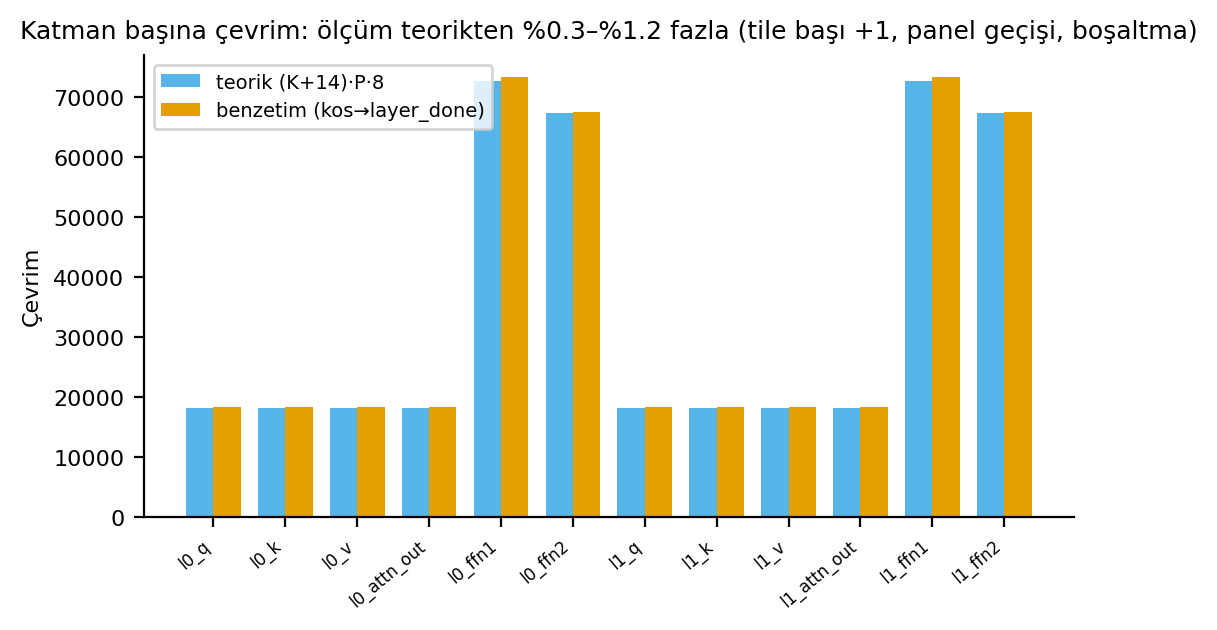 Katman başına çevrim: ölçüm teorikten %0.3–%1.2 fazla (tile başı +1, panel geçişi, boşaltma)
teorik (K+14)·P·8
benzetim (kos→layer_done)
Çevrim
70000
60000
50000
40000
30000
20000
10000
0
l0_q
l0_k
l0_v
l0_attn_out
l0_ffn1
l0_ffn2
l1_q
l1_k
l1_v
l1_attn_out
l1_ffn1
l1_ffn2